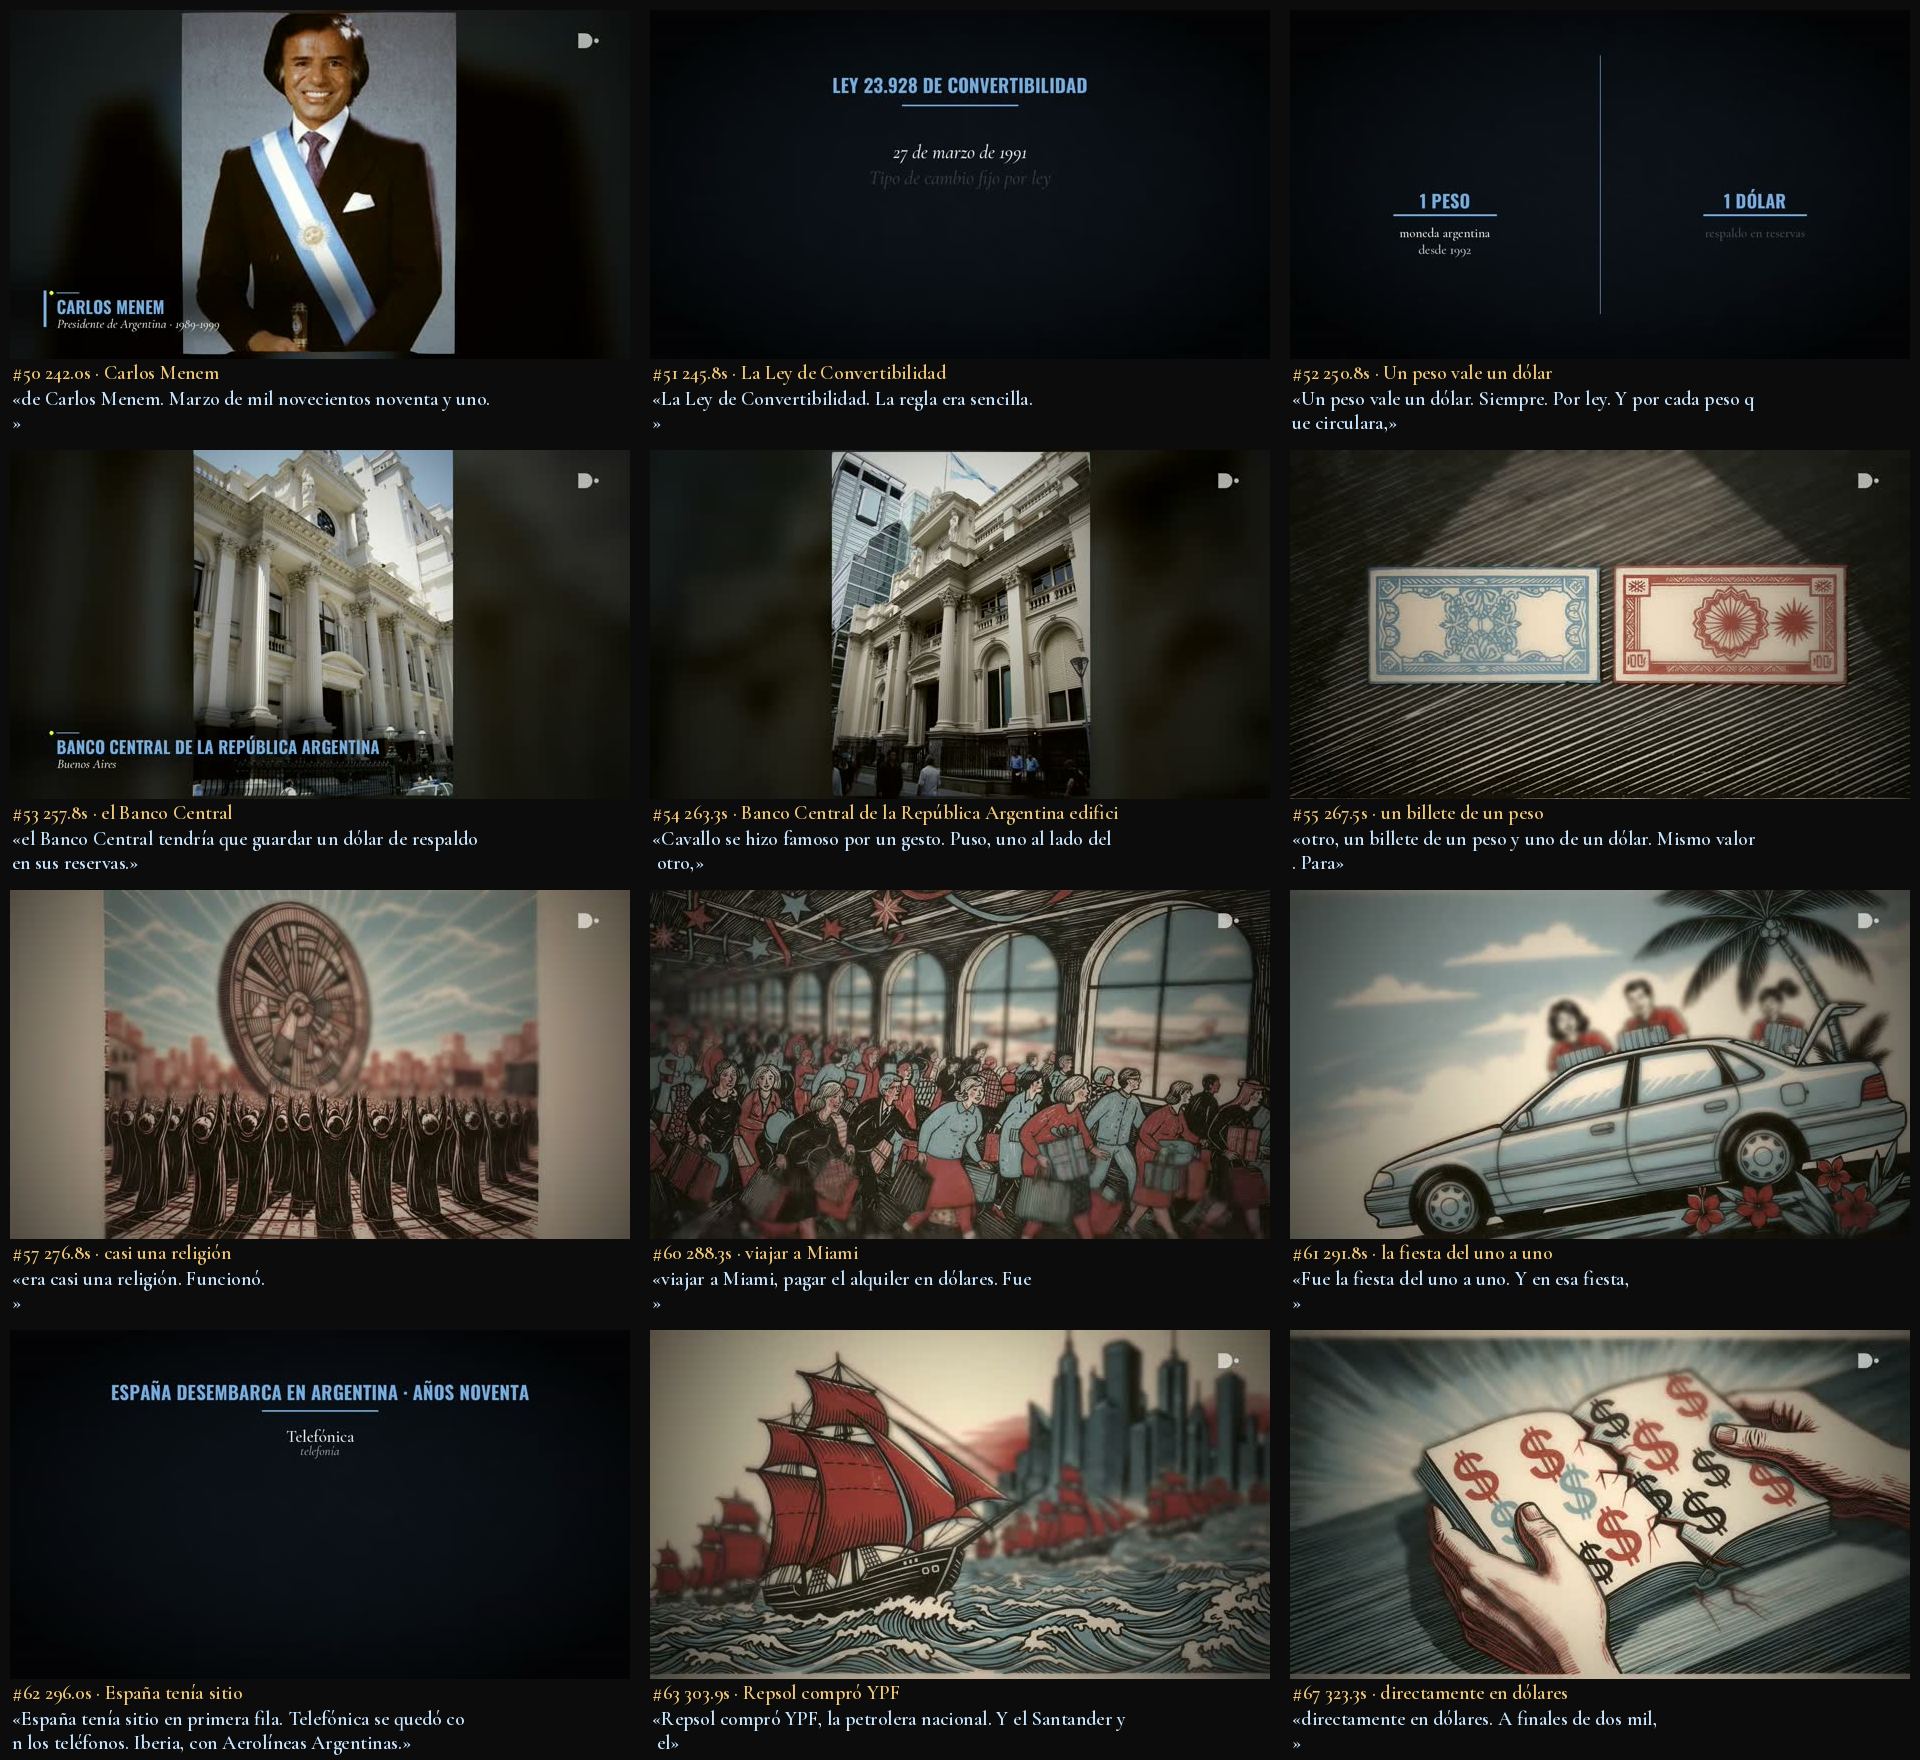 CARLOS MENEM
Presidente de Argentina · 1989-1999
#50 242.0s · Carlos Menem
«de Carlos Menem. Marzo de mil novecientos noventa y uno.
»
LEY 23.928 DE CONVERTIBILIDAD
27 de marzo de 1991
Tipo de cambio fijo por ley
#51 245.8s · La Ley de Convertibilidad
«La Ley de Convertibilidad. La regla era sencilla.
»
1 PESO
moneda argentina
desde 1992
1 DÓLAR
respaldo en reservas
#52 250.8s · Un peso vale un dólar
«Un peso vale un dólar. Siempre. Por ley. Y por cada peso q
ue circulara,»
BANCO CENTRAL DE LA REPÚBLICA ARGENTINA
Buenos Aires
#53 257.8s · el Banco Central
«el Banco Central tendría que guardar un dólar de respaldo
en sus reservas.»
#54 263.3s · Banco Central de la República Argentina edifici
«Cavallo se hizo famoso por un gesto. Puso, uno al lado del
otro,»
#55 267.5s · un billete de un peso
«otro, un billete de un peso y uno de un dólar. Mismo valor
. Para»
#57 276.8s · casi una religión
«era casi una religión. Funcionó.
»
#60 288.3s · viajar a Miami
«viajar a Miami, pagar el alquiler en dólares. Fue
»
#61 291.8s · la fiesta del uno a uno
«Fue la fiesta del uno a uno. Y en esa fiesta,
»
ESPAÑA DESEMBARCA EN ARGENTINA · AÑOS NOVENTA
Telefónica
telefonía
#62 296.0s · España tenía sitio
«España tenía sitio en primera fila. Telefónica se quedó co
n los teléfonos. Iberia, con Aerolíneas Argentinas.»
#63 303.9s · Repsol compró YPF
«Repsol compró YPF, la petrolera nacional. Y el Santander y
el»
#67 323.3s · directamente en dólares
«directamente en dólares. A finales de dos mil,
»